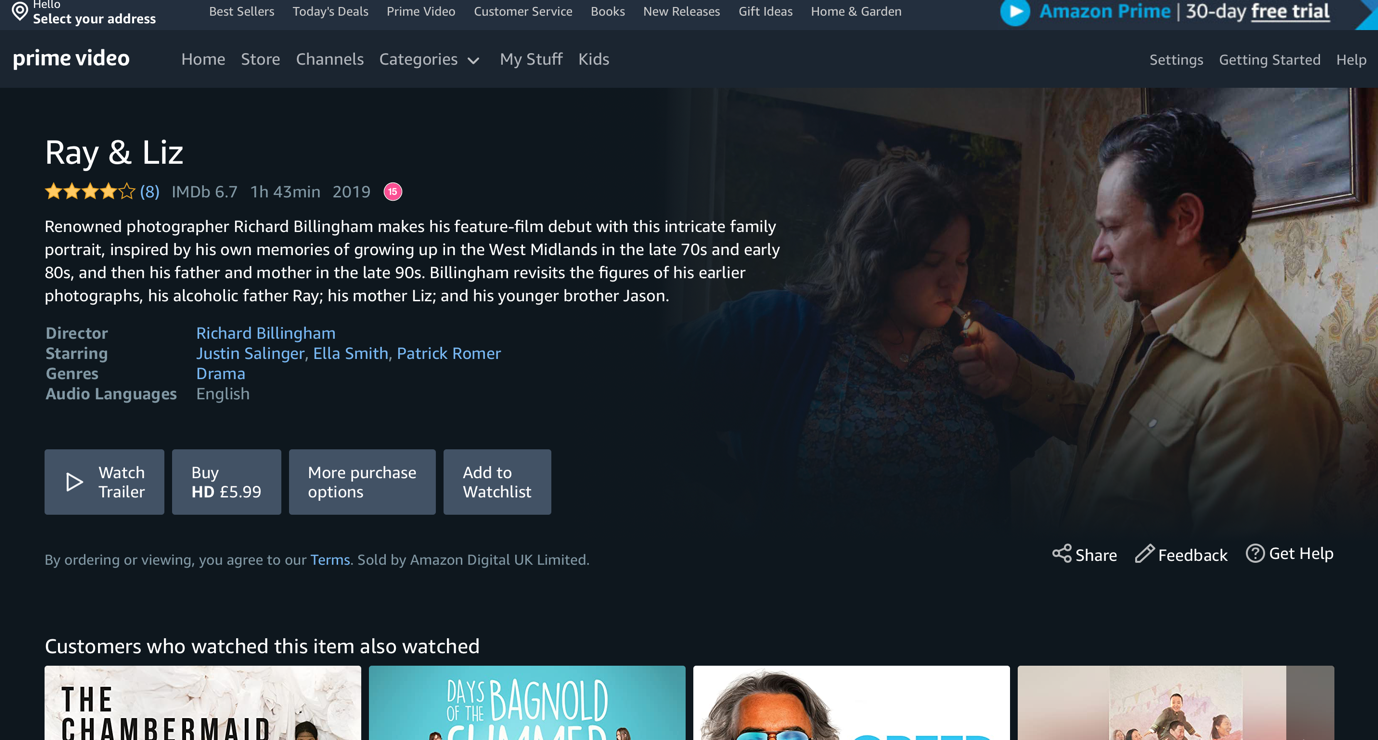 Hello
Select your address
Best Sellers Today's Deals Prime Video Customer Service Books New Releases Gift Ideas Home & Garden
Amazon Prime | 30-day free trial
prime video
Home Store Channels Categories My Stuff Kids
Settings Getting Started Help
Ray & Liz
(8) IMDb 6.7 1h 43min 2019 15
Renowned photographer Richard Billingham makes his feature-film debut with this intricate family
portrait, inspired by his own memories of growing up in the West Midlands in the late 70s and early
80s, and then his father and mother in the late 90s. Billingham revisits the figures of his earlier
photographs, his alcoholic father Ray; his mother Liz; and his younger brother Jason.
Director Richard Billingham
Starring Justin Salinger, Ella Smith, Patrick Romer
Genres Drama
Audio Languages English
Watch
Trailer
Buy
HD £5.99
More purchase
options
Add to
Watchlist
By ordering or viewing, you agree to our Terms. Sold by Amazon Digital UK Limited.
Share Feedback Get Help
Customers who watched this item also watched
THE
CHAMBERMAID
DAYS
OF THE BAGNOLD
SUMMER